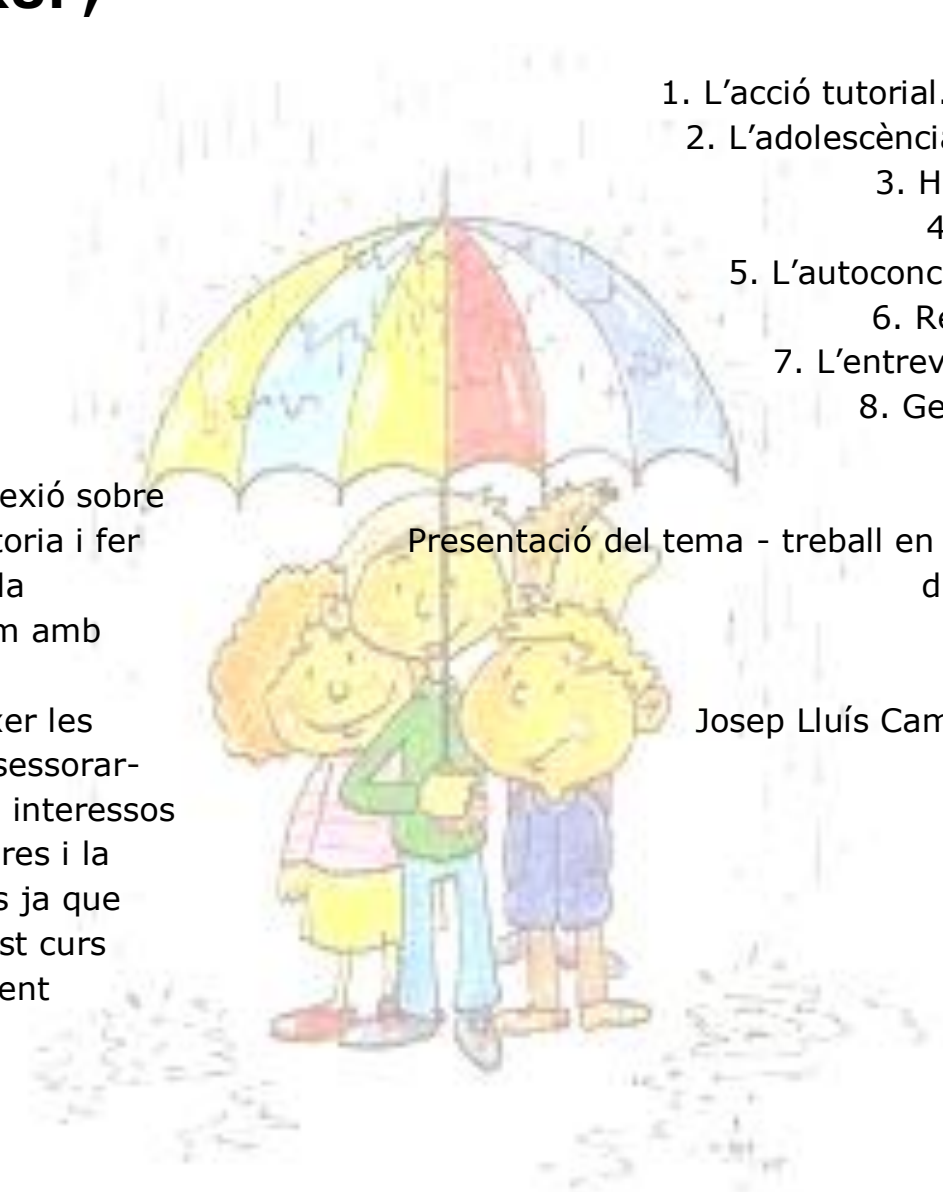 1. L’acció tutorial.
2. L’adolescència
3. H
4
5. L’autoconc
6. Re
7. L’entrev
8. Ge
exió sobre
toria i fer
la
m amb
xer les
sessorar-
interessos
res i la
s ja que
st curs
ent
Presentació del tema - treball en
d
Josep Lluís Cam